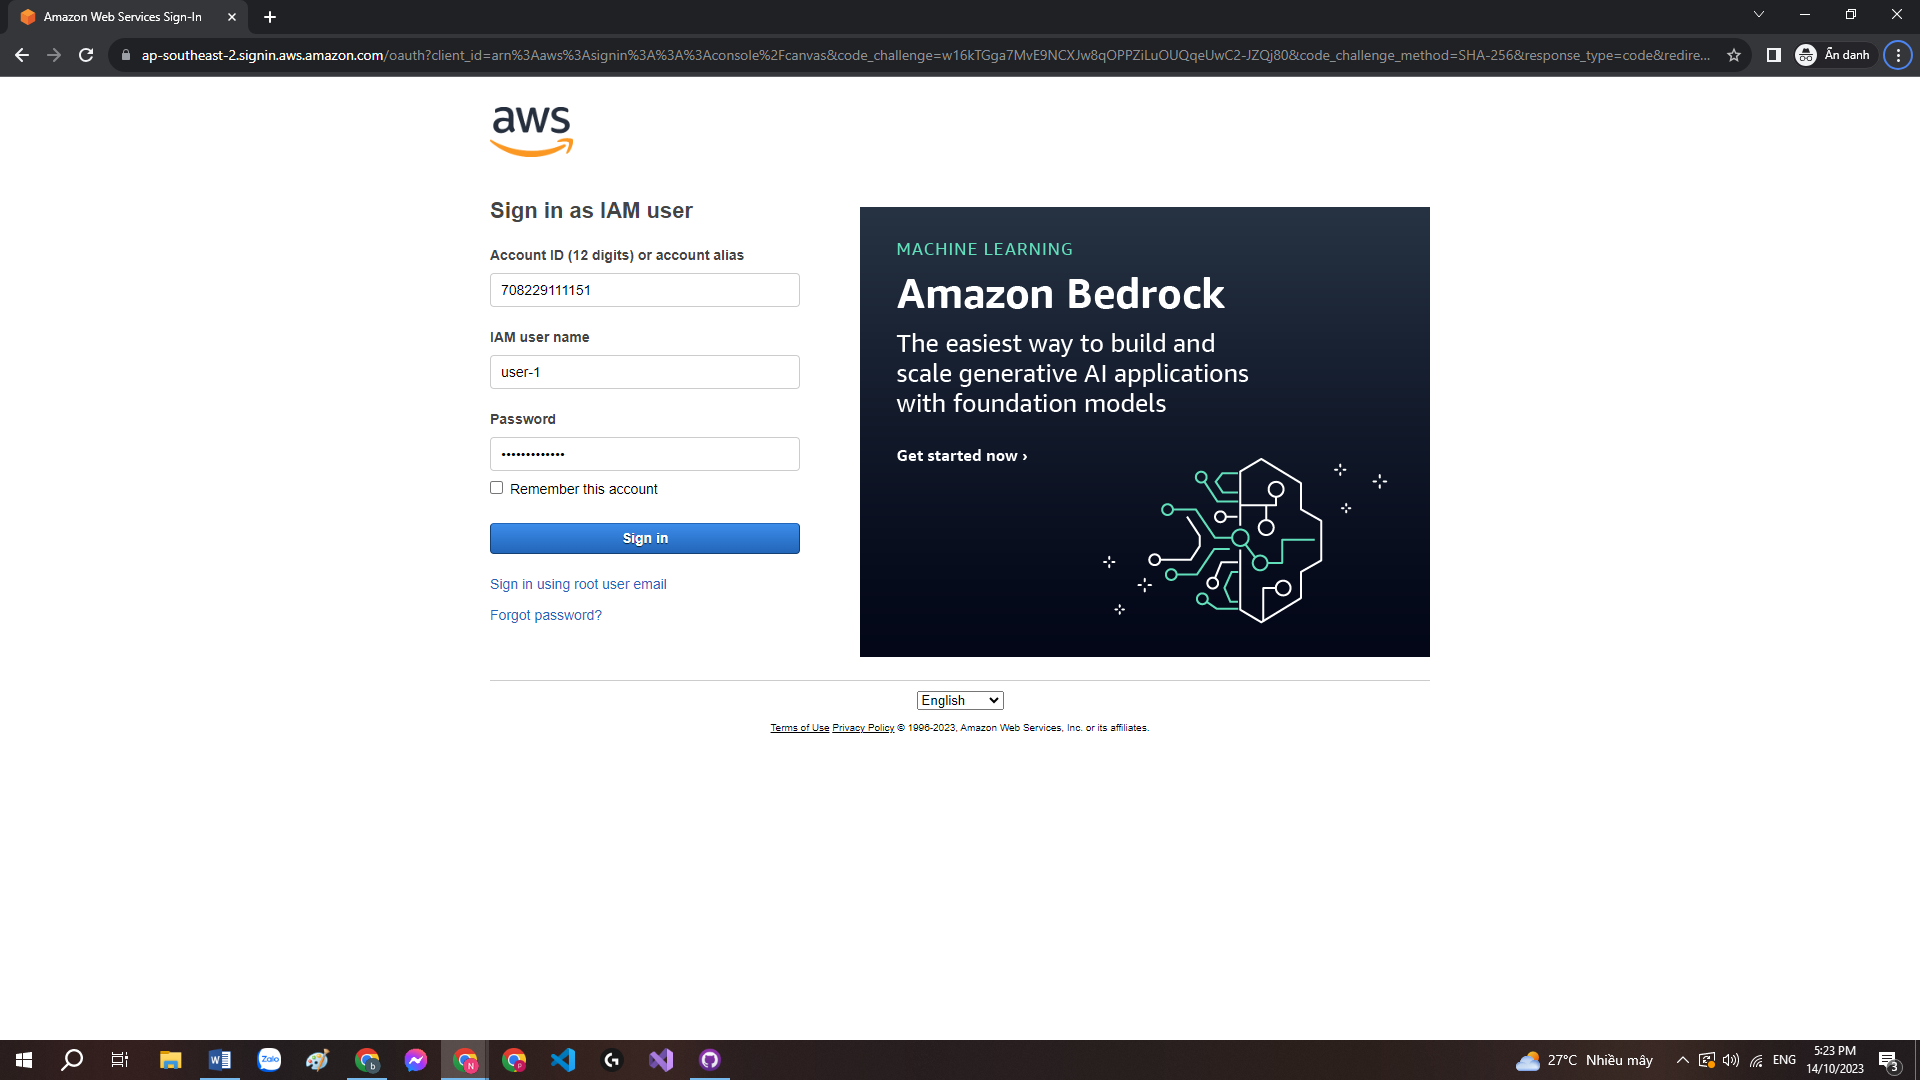 Amazon Web Services Sign-In
ap-southeast-2.signin.aws.amazon.com/oauth?client_id=arn%3Aaws%3Asignin%3A%3A%3Aconsole%2Fcanvas&code_challenge=w16kTGga7MvE9NCXJw8qOPPZiLuOUQqeUwC2-JZQj80&code_challenge_method=SHA-256&response_type=code&redire...
Ẩn danh
aws
Sign in as IAM user
Account ID (12 digits) or account alias
708229111151
IAM user name
user-1
Password
•••••••••••••
Remember this account
Sign in
Sign in using root user email
Forgot password?
MACHINE LEARNING
Amazon Bedrock
The easiest way to build and
scale generative AI applications
with foundation models
Get started now ›
English
Terms of Use Privacy Policy © 1996-2023, Amazon Web Services, Inc. or its affiliates.
Zalo
b
N
p
27°C Nhiều mây
ENG
5:23 PM
14/10/2023
3